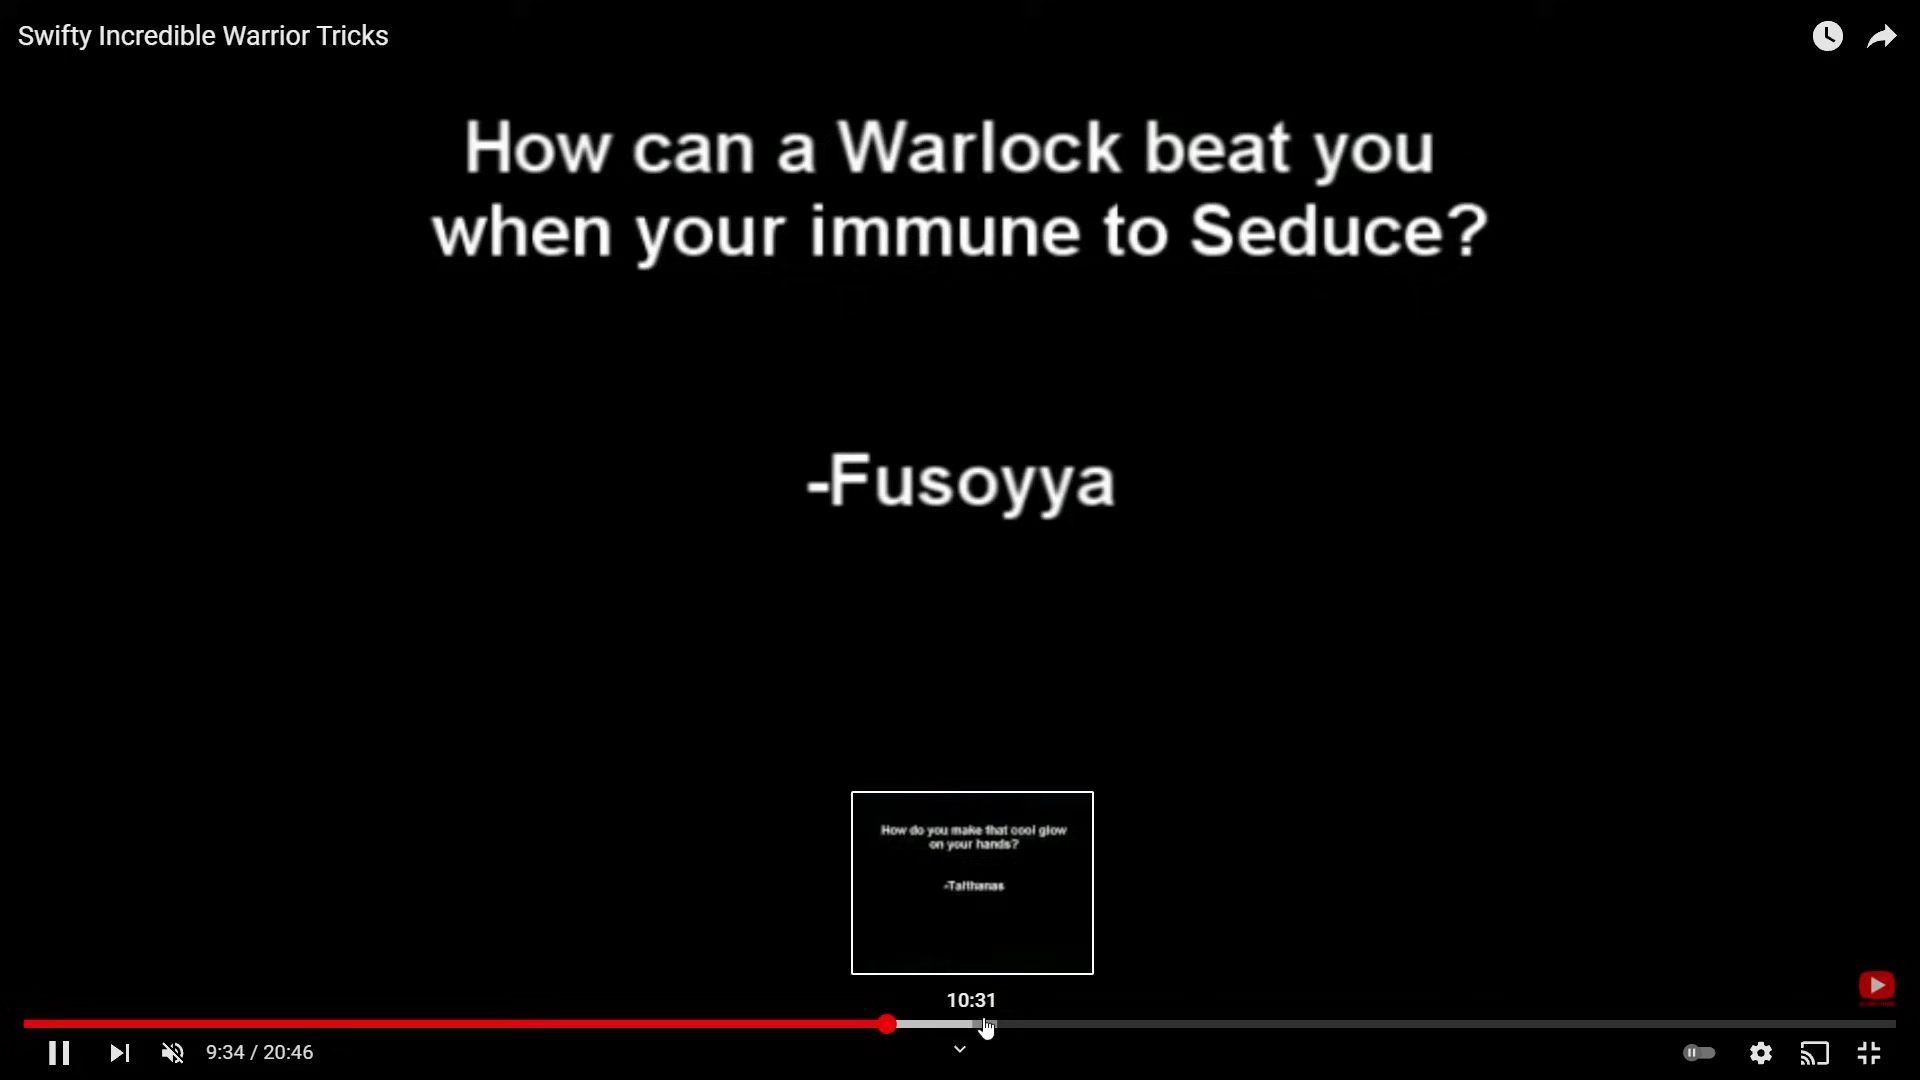 Swifty Incredible Warrior Tricks
How can a Warlock beat you
when your immune to Seduce?
-Fusoyya
How do you make that cool glow
on your hands?
10:31
9:34 / 20:46